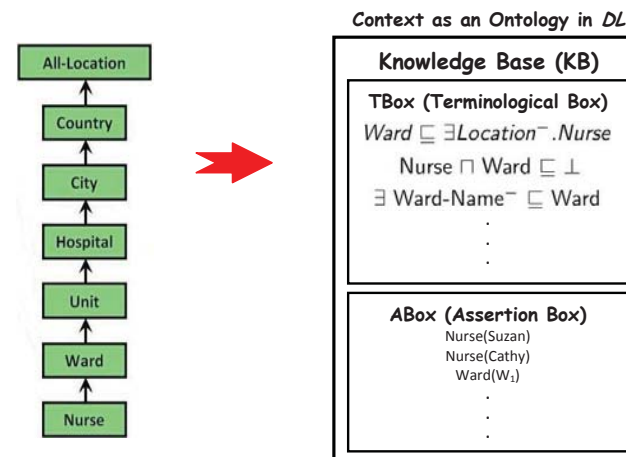 All-Location
Country
City
Hospital
Unit
Ward
Nurse
Context as an Ontology in DL
Knowledge Base (KB)
TBox (Terminological Box)
Ward ⊑ ∃Location⁻.Nurse
Nurse ⊓ Ward ⊑ ⊥
∃ Ward-Name⁻ ⊑ Ward
.
.
.
ABox (Assertion Box)
Nurse(Suzan)
Nurse(Cathy)
Ward(W₁)
.
.
.